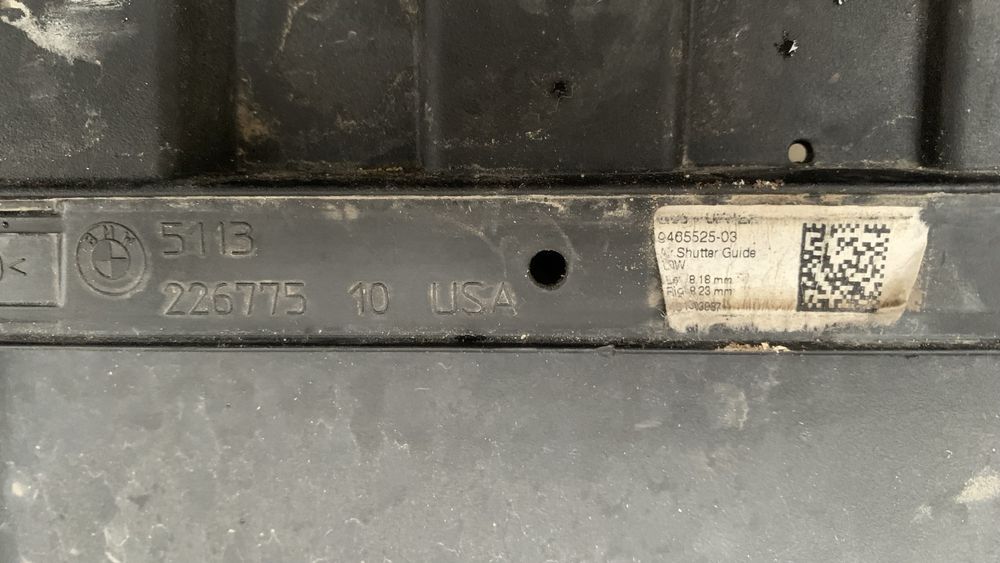 <
BMW
5113
226775 10 USA
9465525-03
Shutter Guide
8.18 mm
8.23 mm